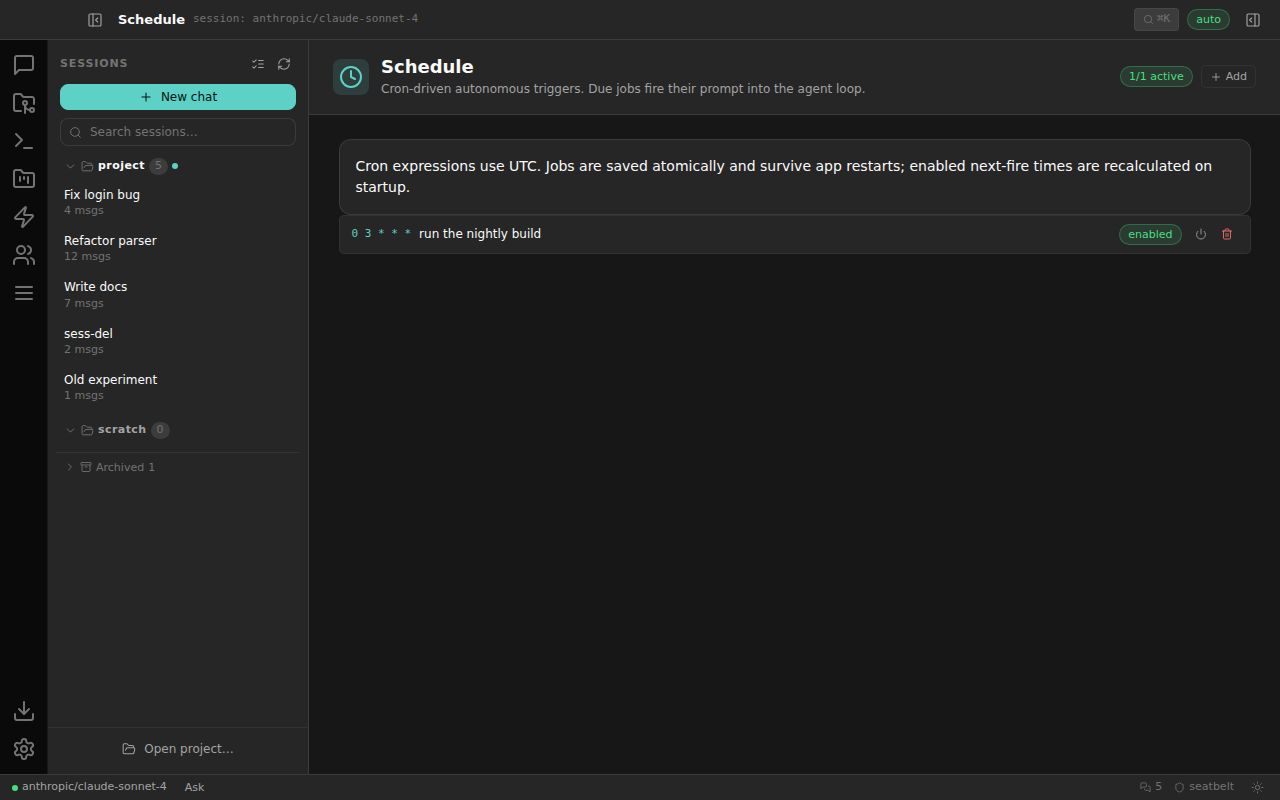 Schedule session: anthropic/claude-sonnet-4
⌘K
auto
SESSIONS
New chat
Search sessions…
project 5
Fix login bug
4 msgs
Refactor parser
12 msgs
Write docs
7 msgs
sess-del
2 msgs
Old experiment
1 msgs
scratch 0
Archived 1
Open project…
Schedule
Cron-driven autonomous triggers. Due jobs fire their prompt into the agent loop.
1/1 active
Add
Cron expressions use UTC. Jobs are saved atomically and survive app restarts; enabled next-fire times are recalculated on
startup.
0 3 * * * run the nightly build
enabled
anthropic/claude-sonnet-4 Ask
5 seatbelt